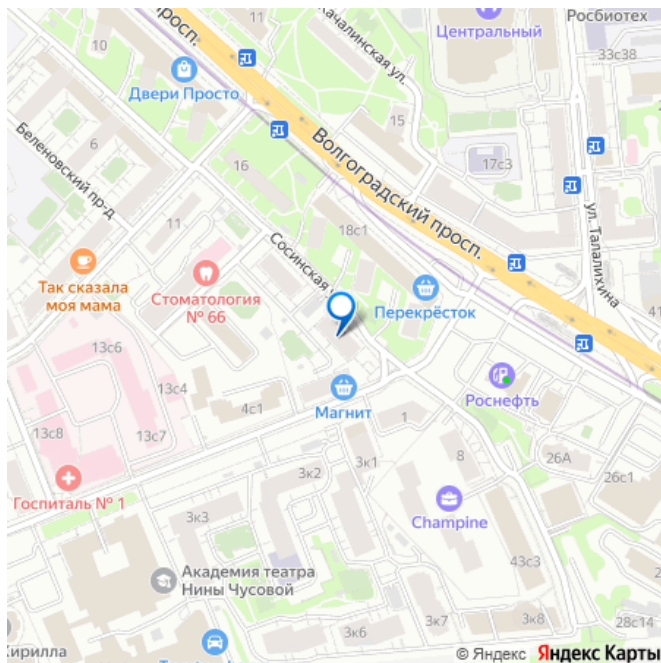 Качалинская ул.
Росбиотех
33с38
Центральный
просп.
10
Двери Просто
15
Волгоградский просп.
17с3
6
16
Беленовский пр-д
11
18с1
ул. Талалихина
Сосинская
Так сказала
моя мама
Стоматология
№ 66
Перекрёсток
41
13с6
13с4
4с1
Магнит
Роснефть
13с8
13с7
1
3к1
8
26А
26с1
3к2
Госпиталь № 1
Champine
3к3
43с3
Академия театра
Нины Чусовой
3к7
3к8
28с14
3к6
Кирилла
© Яндекс Яндекс Карты